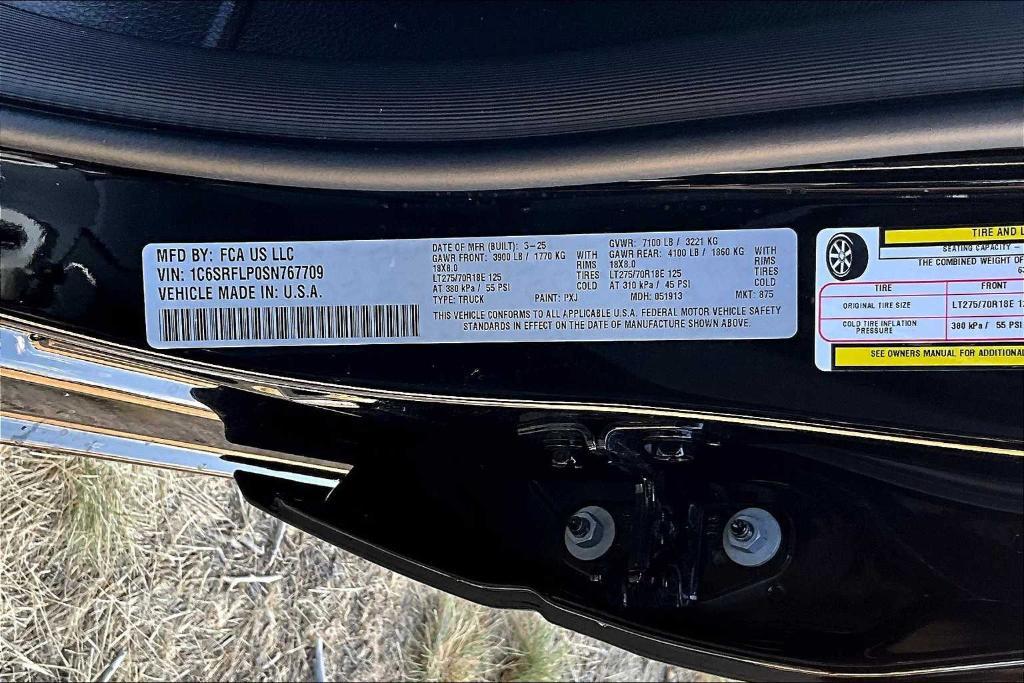 MFD BY: FCA US LLC
VIN: 1C6SRFLP0SN767709
VEHICLE MADE IN: U.S.A.
DATE OF MFR (BUILT): 3-25
GAWR FRONT: 3900 LB / 1770 KG WITH
18X8.0 RIMS
LT275/70R18E 125 TIRES
AT 380 kPa / 55 PSI COLD
TYPE: TRUCK PAINT: PXJ
GVWR: 7100 LB / 3221 KG
GAWR REAR: 4100 LB / 1860 KG WITH
18X8.0 RIMS
LT275/70R18E 125 TIRES
AT 310 kPa / 45 PSI COLD
MDH: 051913 MKT: 875
THIS VEHICLE CONFORMS TO ALL APPLICABLE U.S.A. FEDERAL MOTOR VEHICLE SAFETY
STANDARDS IN EFFECT ON THE DATE OF MANUFACTURE SHOWN ABOVE.
TIRE AND L
SEATING CAPACITY -
THE COMBINED WEIGHT OF
63
TIRE FRONT
ORIGINAL TIRE SIZE LT275/70R18E 12
COLD TIRE INFLATION
PRESSURE
380 kPa / 55 PSI
SEE OWNERS MANUAL FOR ADDITIONAL